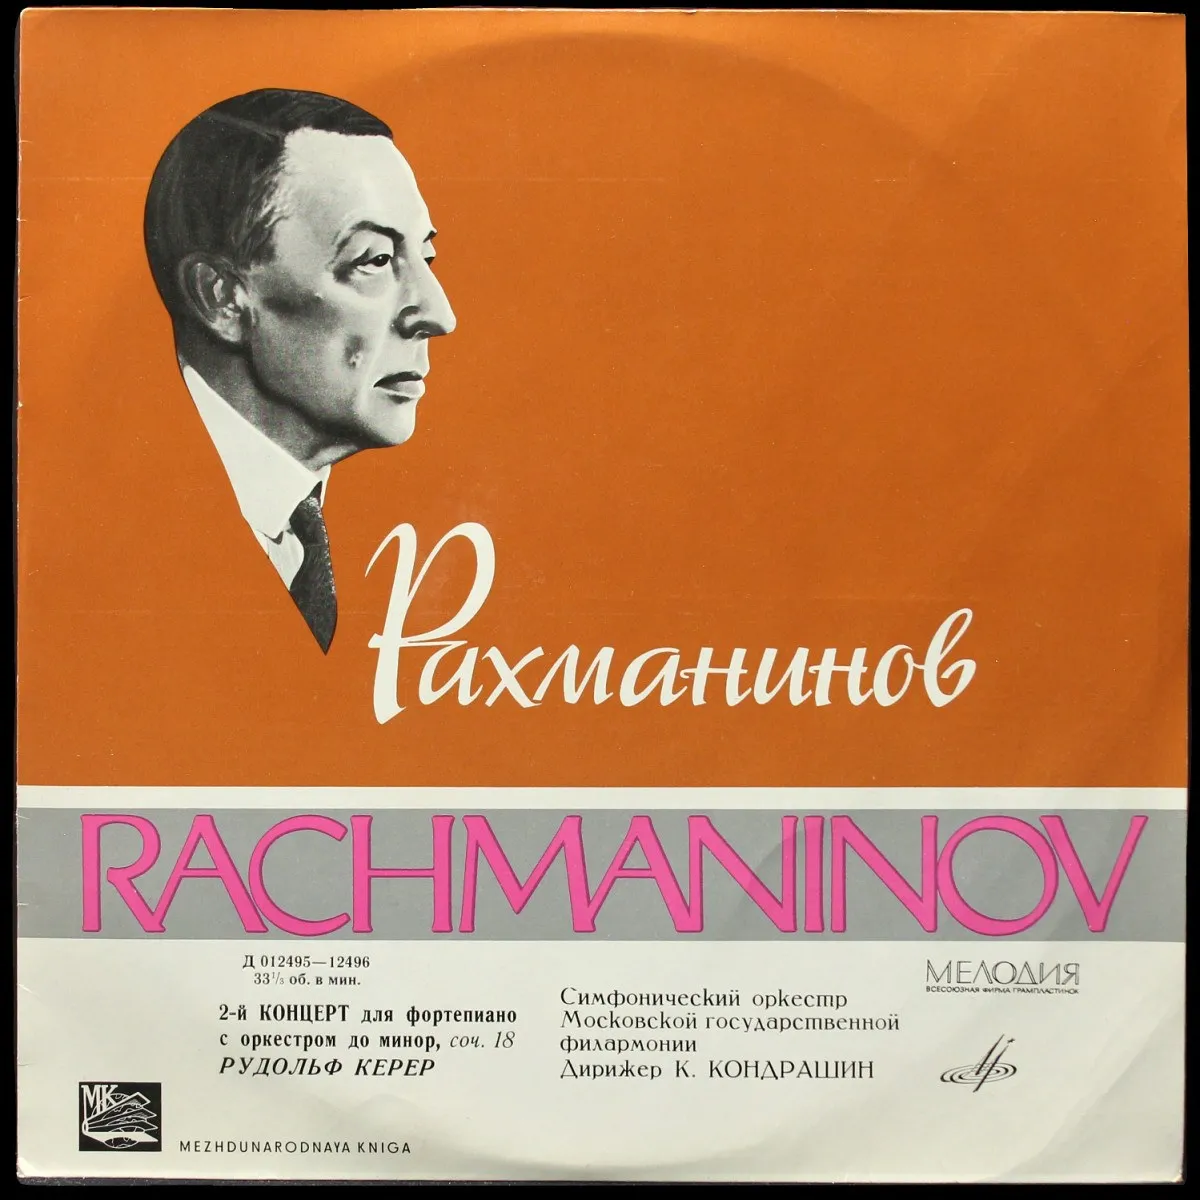 Рахманинов
RACHMANINOV
Д 012495—12496
33⅓ об. в мин.
2-й КОНЦЕРТ для фортепиано
с оркестром до минор, соч. 18
РУДОЛЬФ КЕРЕР
Симфонический оркестр
Московской государственной
филармонии
Дирижер К. КОНДРАШИН
МЕЛОДИЯ
ВСЕСОЮЗНАЯ ФИРМА ГРАМПЛАСТИНОК
МК
MEZHDUNARODNAYA KNIGA